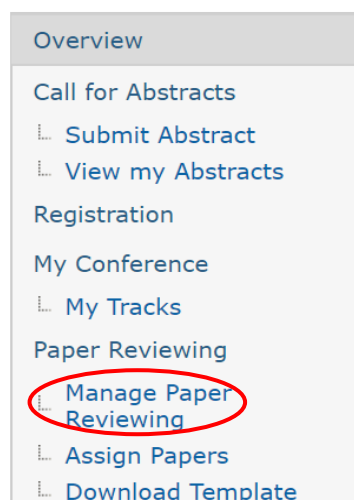 Overview
Call for Abstracts
Submit Abstract
View my Abstracts
Registration
My Conference
My Tracks
Paper Reviewing
Manage Paper
Reviewing
Assign Papers
Download Template